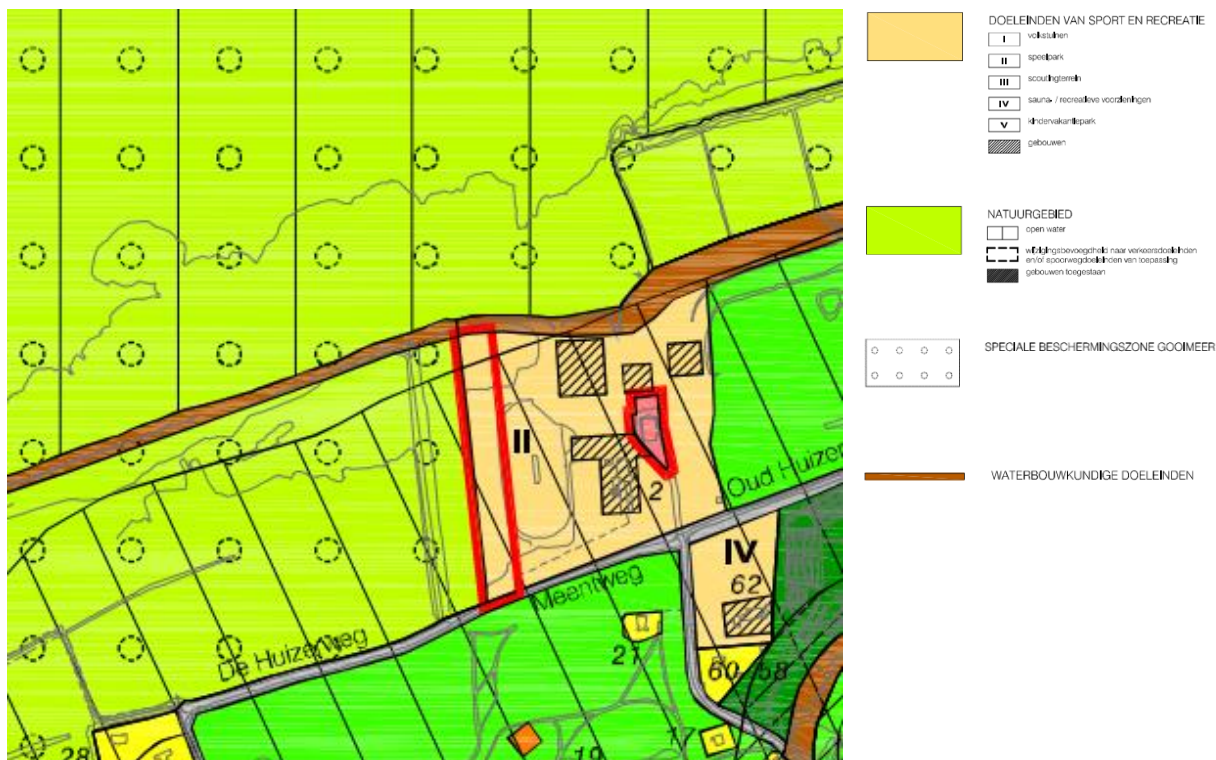 II
2
Oud Huizer
IV
62
Meentweg
21
De Huizerweg
60
58
28
19
17
DOELEINDEN VAN SPORT EN RECREATIE
I volkstuinen
II speelpark
III scoutingterrein
IV sauna- / recreatieve voorzieningen
V kindervakantiepark
gebouwen
NATUURGEBIED
open water
wijzigingsbevoegdheid naar verkeersdoeleinden
en/of spoorwegdoeleinden van toepassing
gebouwen toegestaan
SPECIALE BESCHERMINGSZONE GOOIMEER
WATERBOUWKUNDIGE DOELEINDEN